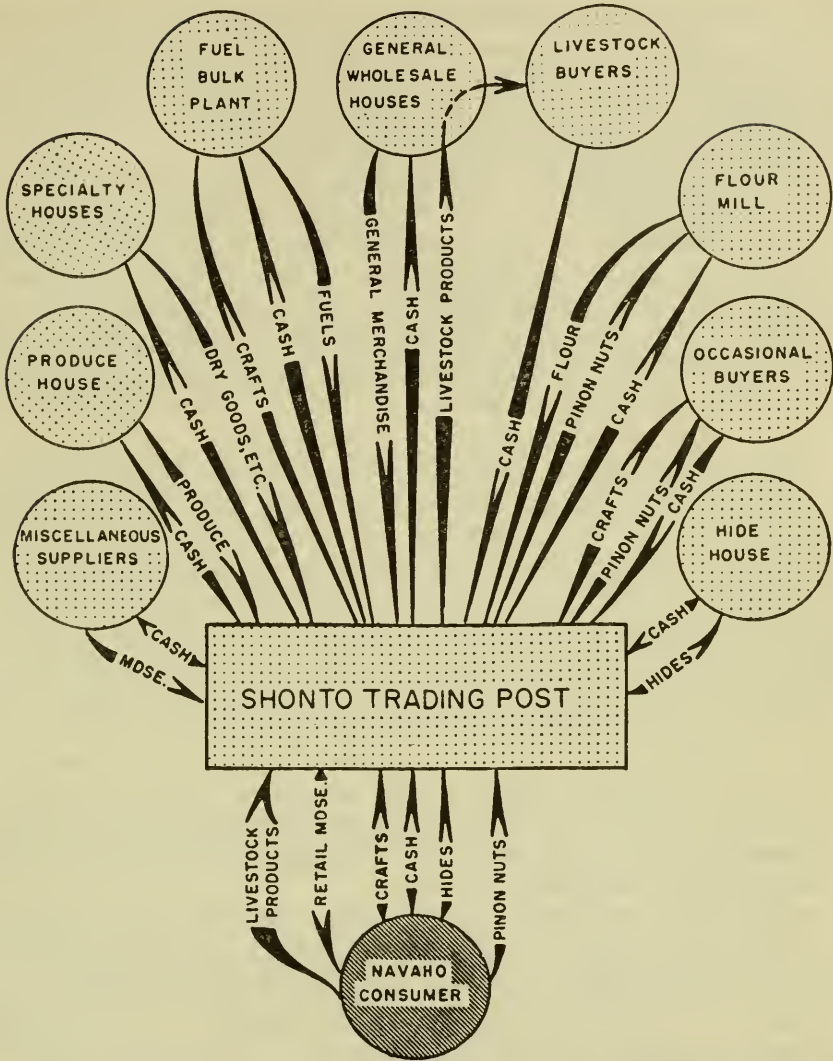 FUEL
BULK
PLANT
GENERAL
WHOLESALE
HOUSES
LIVESTOCK
BUYERS
SPECIALTY
HOUSES
FLOUR
MILL
PRODUCE
HOUSE
OCCASIONAL
BUYERS
MISCELLANEOUS
SUPPLIERS
HIDE
HOUSE
CASH
DRY GOODS, ETC.
CRAFTS
CASH
FUELS
GENERAL MERCHANDISE
CASH
LIVESTOCK PRODUCTS
CASH
FLOUR
PINON NUTS
CASH
CASH
PRODUCE
CRAFTS
PINON NUTS
CASH
CASH
MDSE.
CASH
HIDES
SHONTO TRADING POST
LIVESTOCK
PRODUCTS
RETAIL MDSE.
CRAFTS
CASH
HIDES
PINON NUTS
NAVAHO
CONSUMER